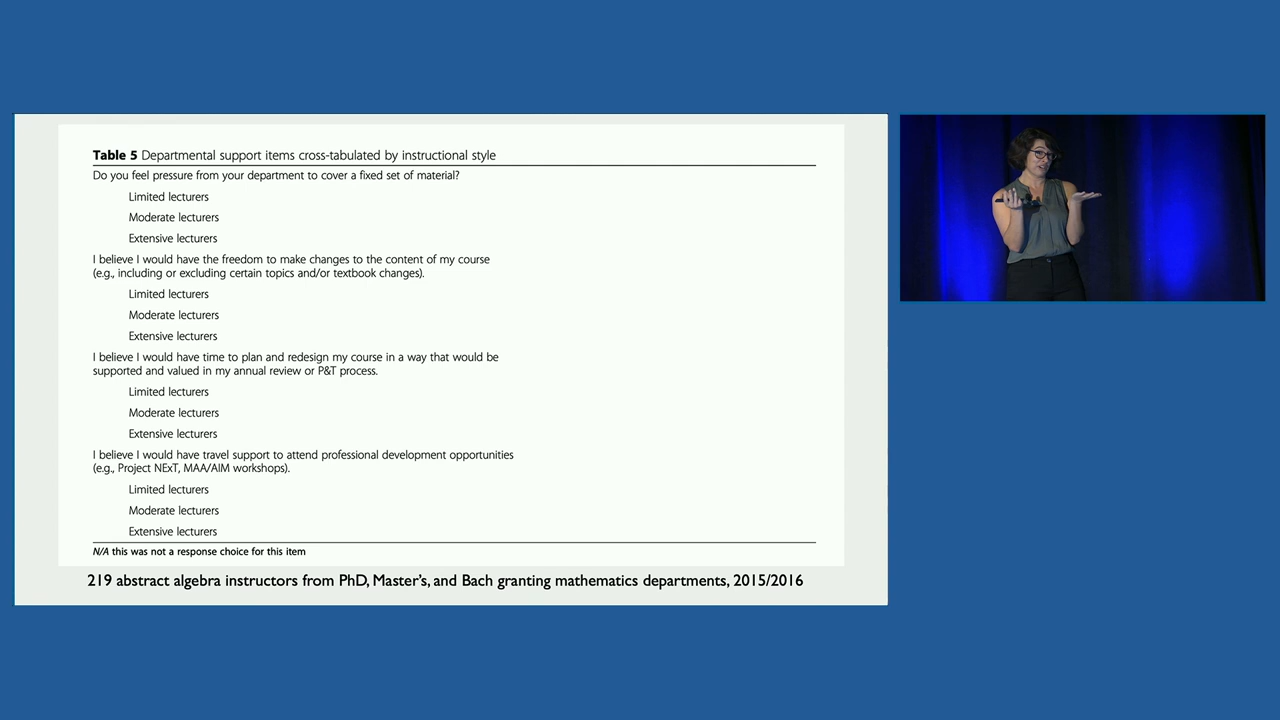 Table 5 Departmental support items cross-tabulated by instructional style
Do you feel pressure from your department to cover a fixed set of material?
Limited lecturers
Moderate lecturers
Extensive lecturers
I believe I would have the freedom to make changes to the content of my course
(e.g., including or excluding certain topics and/or textbook changes).
Limited lecturers
Moderate lecturers
Extensive lecturers
I believe I would have time to plan and redesign my course in a way that would be
supported and valued in my annual review or P&T process.
Limited lecturers
Moderate lecturers
Extensive lecturers
I believe I would have travel support to attend professional development opportunities
(e.g., Project NExT, MAA/AIM workshops).
Limited lecturers
Moderate lecturers
Extensive lecturers
N/A this was not a response choice for this item
219 abstract algebra instructors from PhD, Master's, and Bach granting mathematics departments, 2015/2016